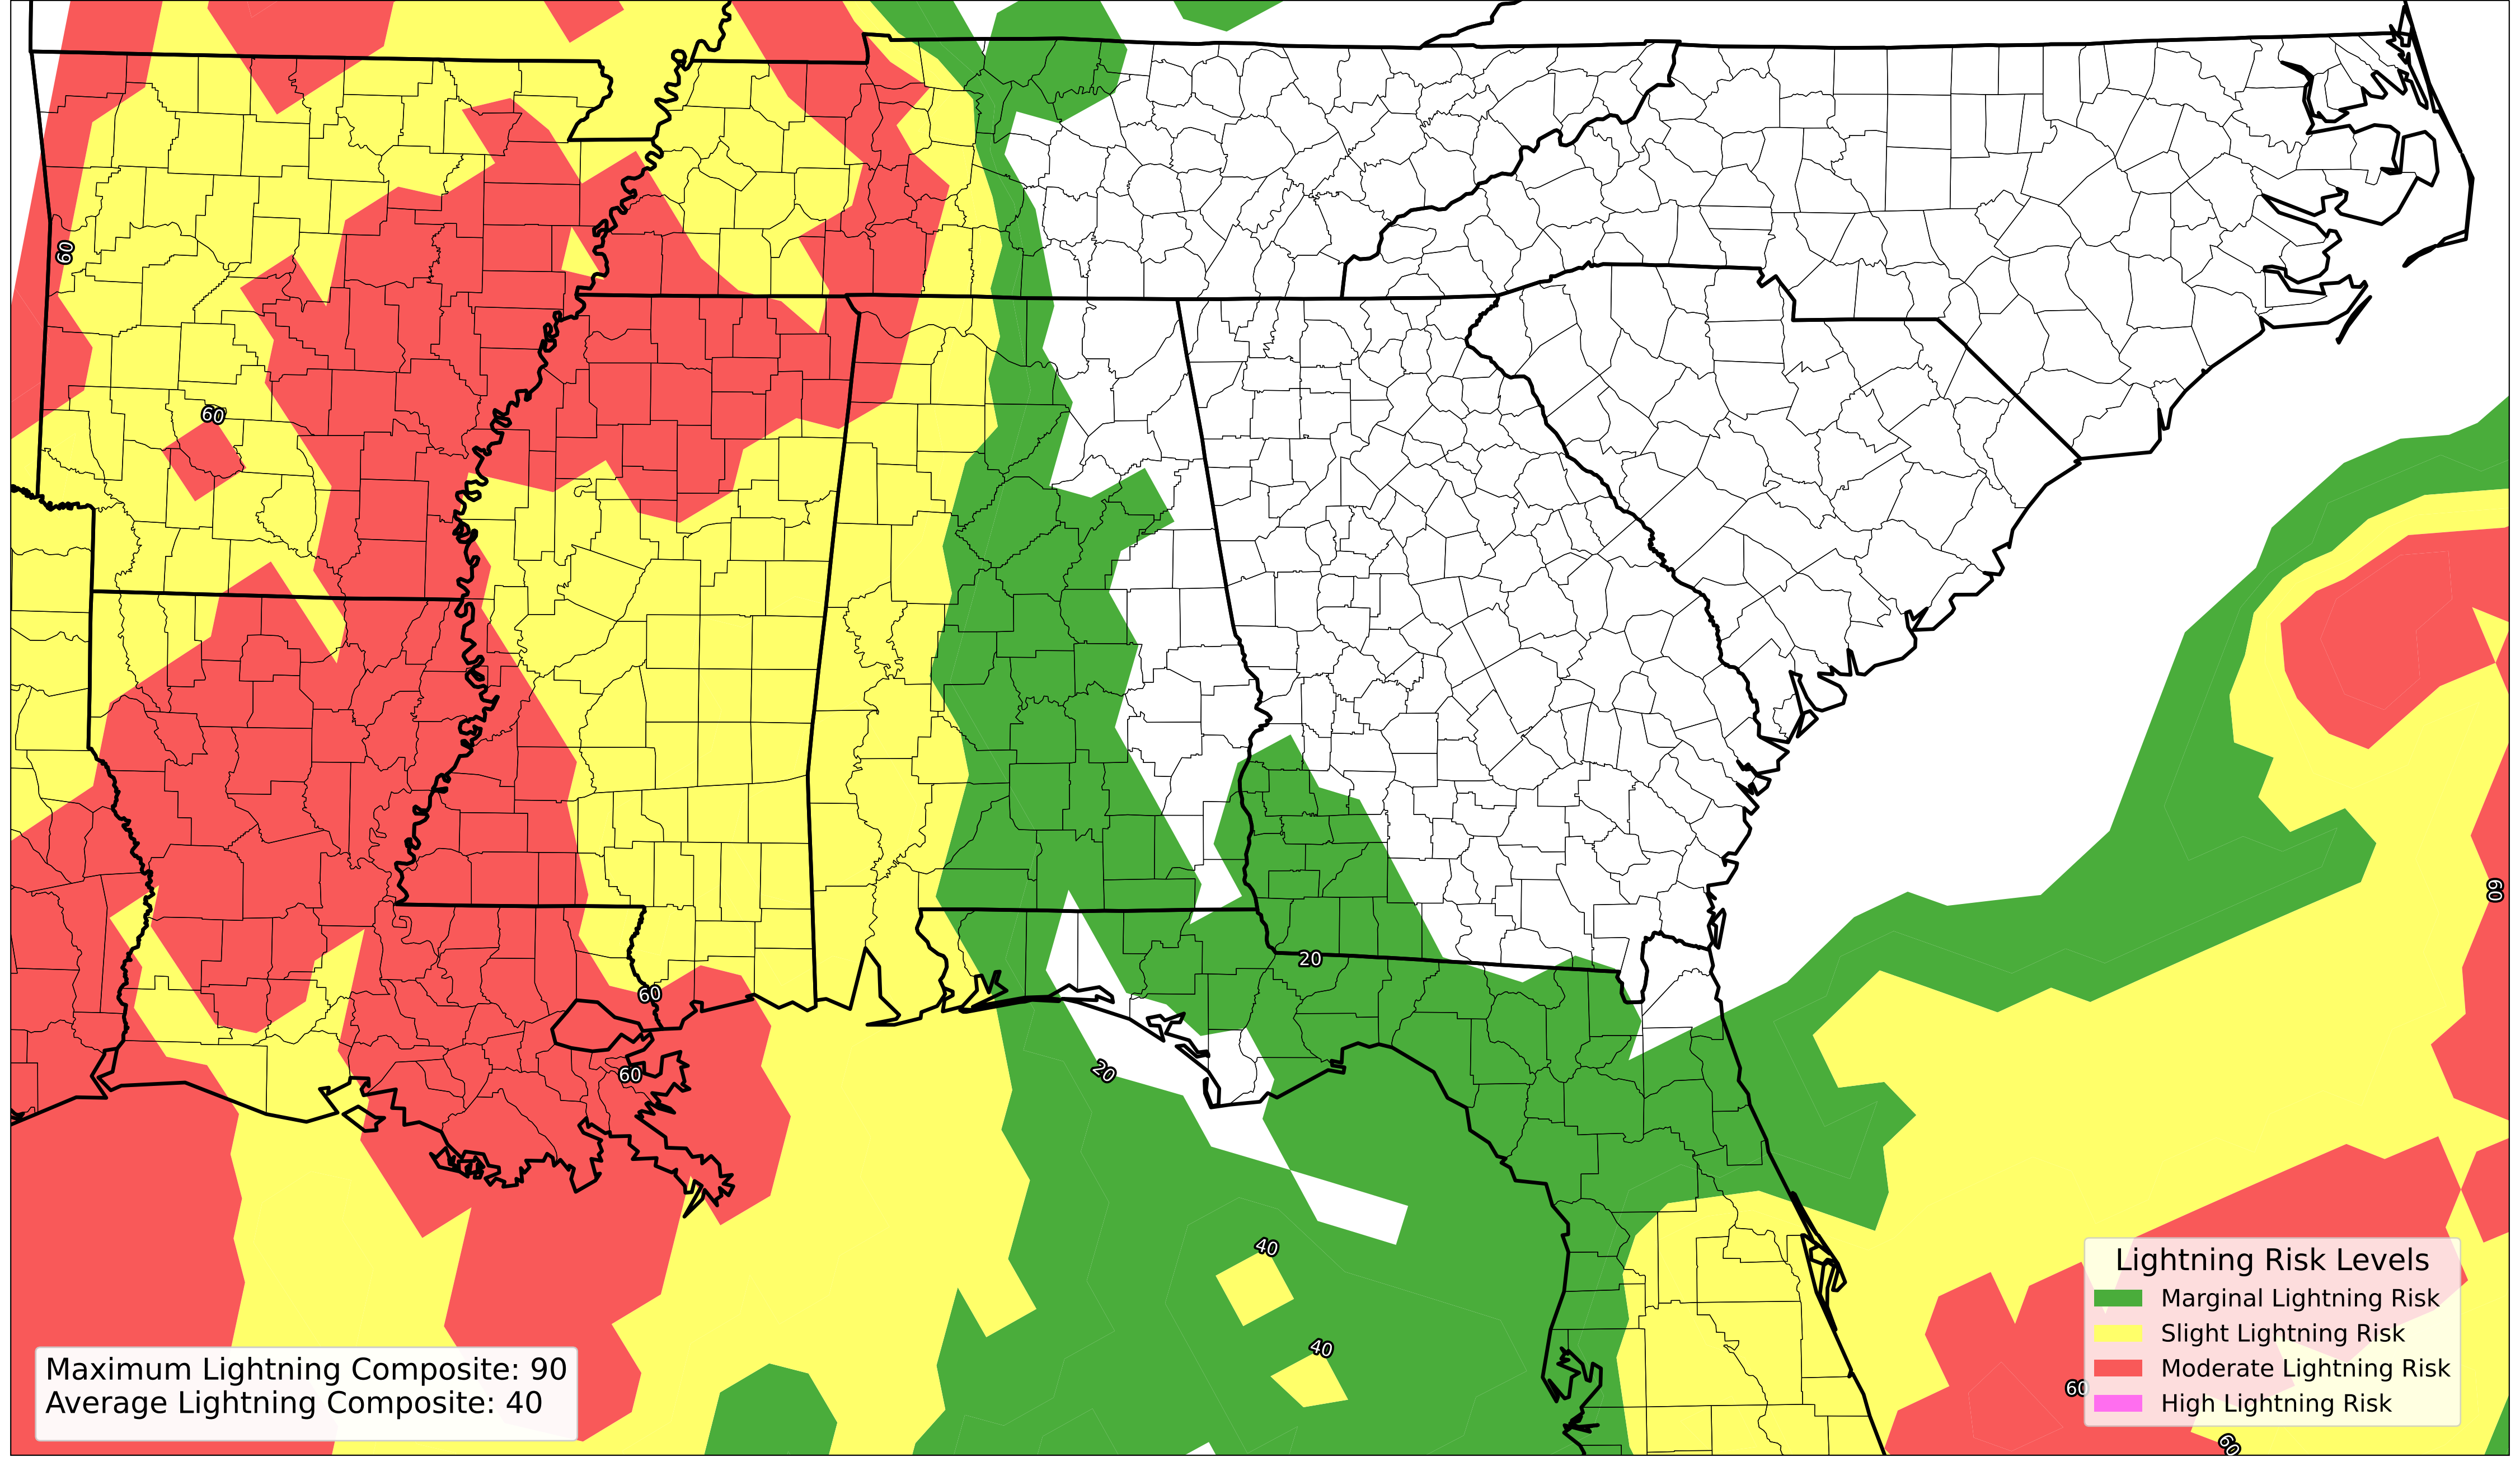 60
60
20
60
60
20
60
40
40
60
60
Lightning Risk Levels
Marginal Lightning Risk
Slight Lightning Risk
Moderate Lightning Risk
High Lightning Risk
Maximum Lightning Composite: 90
Average Lightning Composite: 40